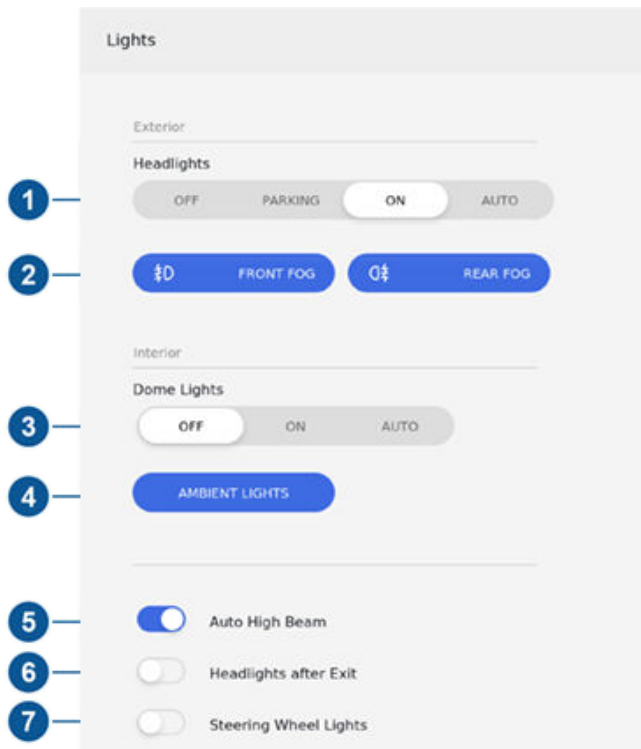 Lights
Exterior
Headlights
1 OFF PARKING ON AUTO
2 FRONT FOG REAR FOG
Interior
Dome Lights
3 OFF ON AUTO
4 AMBIENT LIGHTS
5 Auto High Beam
6 Headlights after Exit
7 Steering Wheel Lights